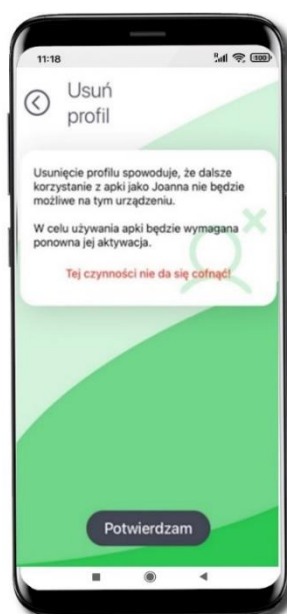 11:18
100
Usuń
profil
Usunięcie profilu spowoduje, że dalsze
korzystanie z apki jako Joanna nie będzie
możliwe na tym urządzeniu.
W celu używania apki będzie wymagana
ponowna jej aktywacja.
Tej czynności nie da się cofnąć!
Potwierdzam